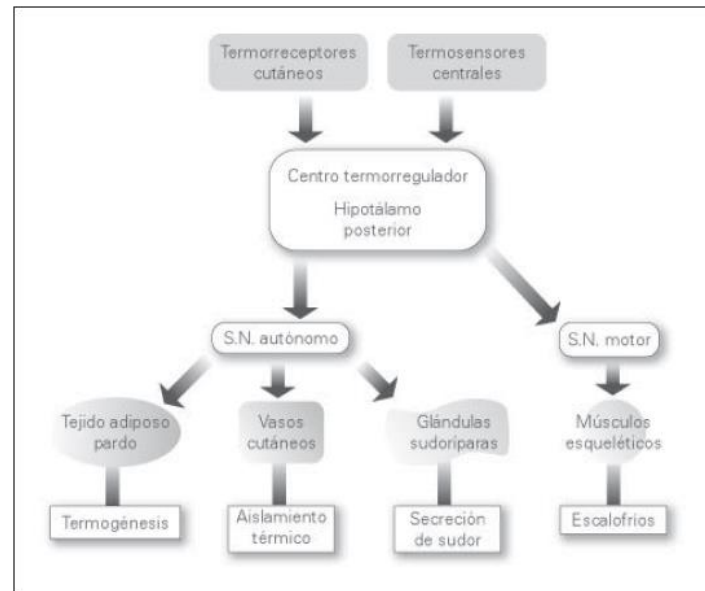 Termorreceptores
cutáneos
Termosensores
centrales
Centro termorregulador
Hipotálamo
posterior
S.N. autónomo
S.N. motor
Tejido adiposo
pardo
Vasos
cutáneos
Glándulas
sudoríparas
Músculos
esqueléticos
Termogénesis
Aislamiento
térmico
Secreción
de sudor
Escalofrios